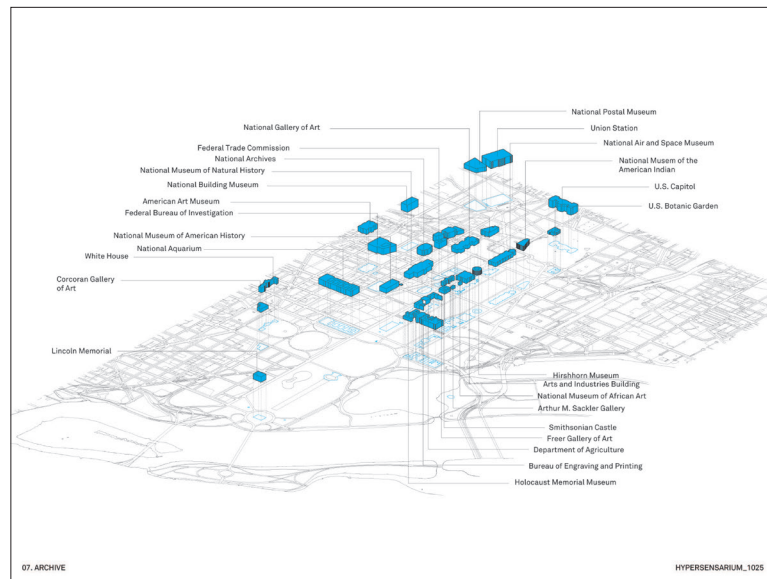 National Postal Museum
National Gallery of Art
Union Station
Federal Trade Commission
National Air and Space Museum
National Archives
National Musem of the
American Indian
National Museum of Natural History
National Building Museum
U.S. Capitol
American Art Museum
U.S. Botanic Garden
Federal Bureau of Investigation
National Museum of American History
National Aquarium
White House
Corcoran Gallery
of Art
Lincoln Memorial
Hirshhorn Museum
Arts and Industries Building
National Museum of African Art
Arthur M. Sackler Gallery
Smithsonian Castle
Freer Gallery of Art
Department of Agriculture
Bureau of Engraving and Printing
Holocaust Memorial Museum
07. ARCHIVE
HYPERSENSARIUM_1025